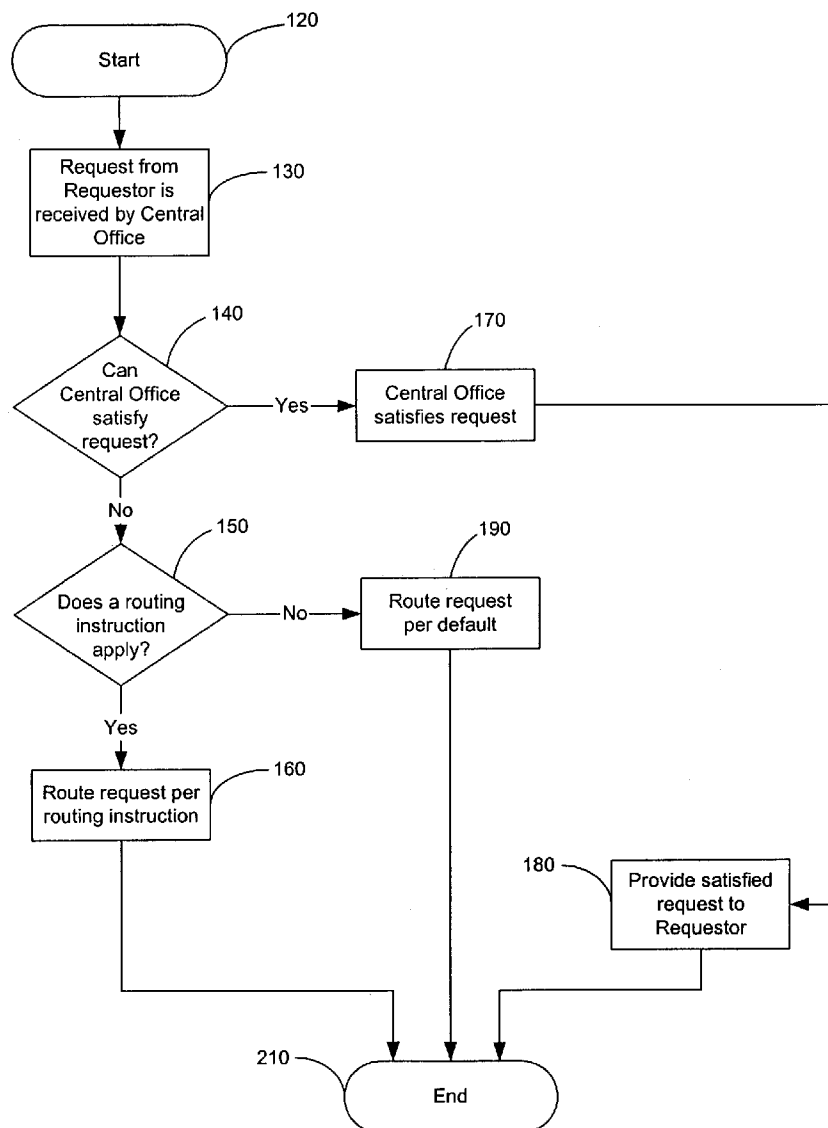 120
Start
Request from
Requestor is
received by Central
Office
130
140
Can
Central Office
satisfy
request?
Yes
170
Central Office
satisfies request
No
150
Does a routing
instruction
apply?
No
190
Route request
per default
Yes
160
Route request per
routing instruction
180
Provide satisfied
request to
Requestor
210
End